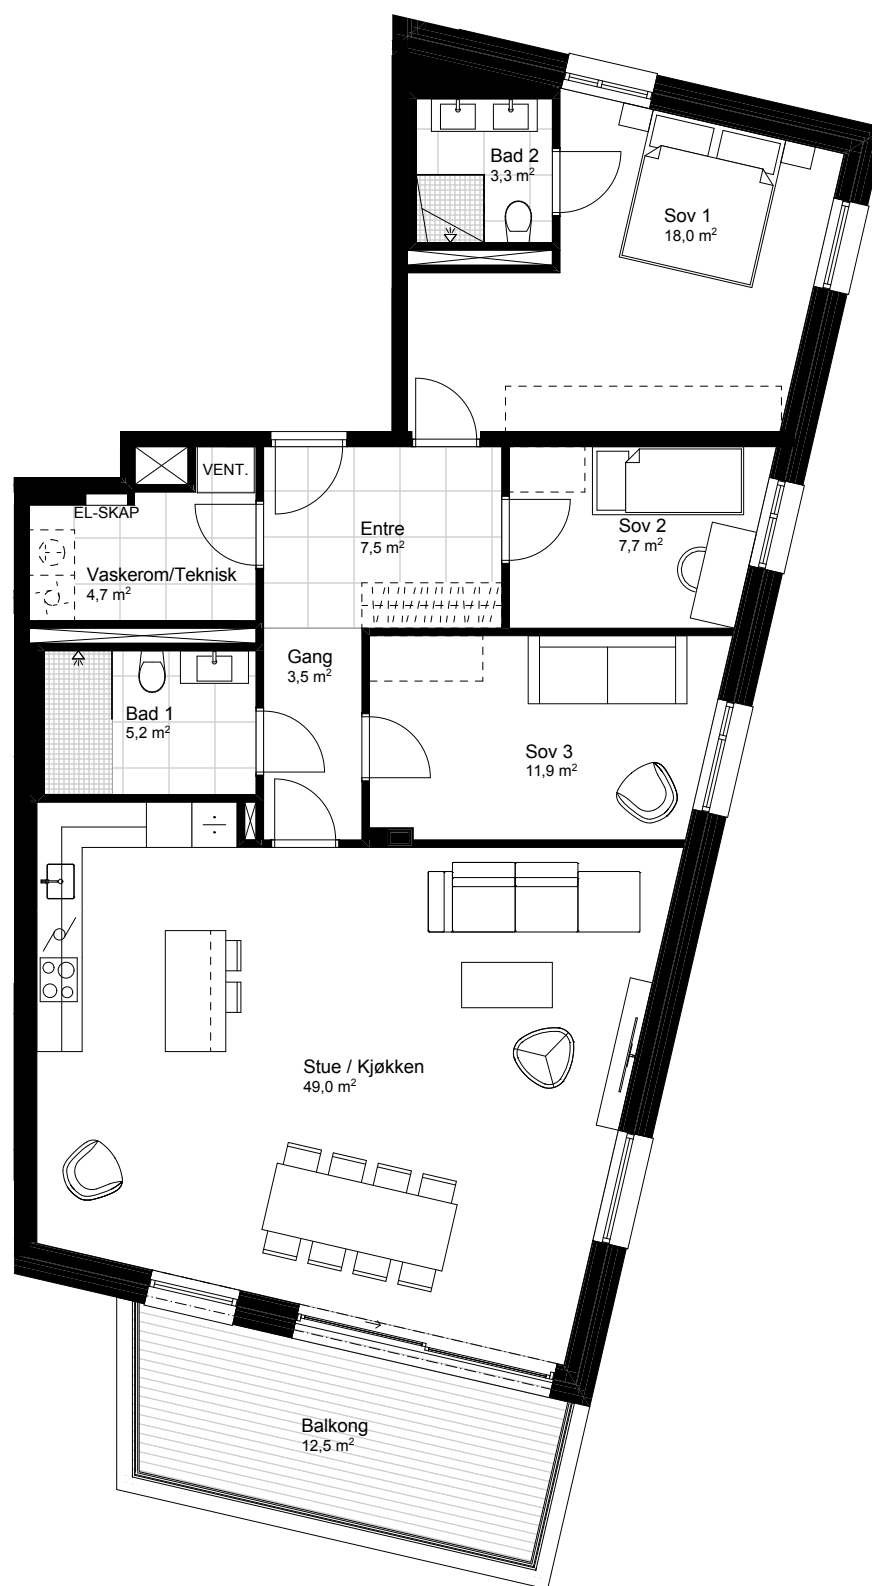 Bad 2
3,3 m²
Sov 1
18,0 m²
VENT.
EL-SKAP
Entre
7,5 m²
Sov 2
7,7 m²
Vaskerom/Teknisk
4,7 m²
Gang
3,5 m²
Bad 1
5,2 m²
Sov 3
11,9 m²
Stue / Kjøkken
49,0 m²
Balkong
12,5 m²